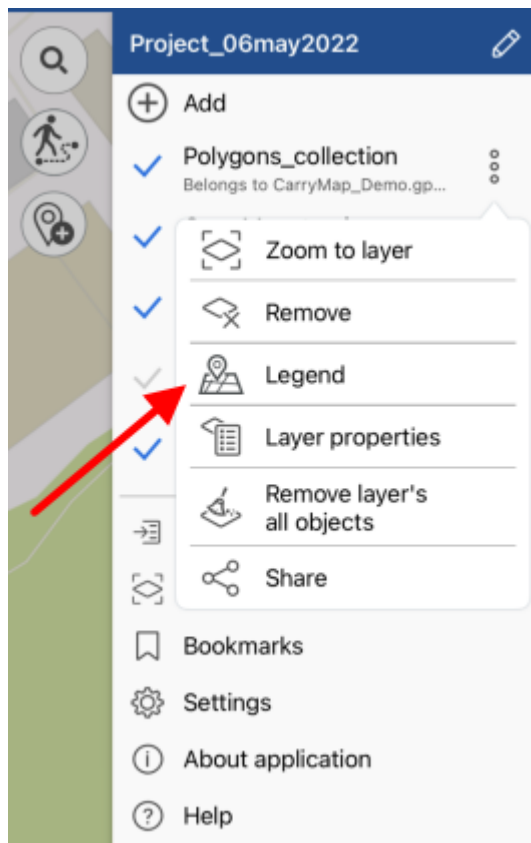 Project_06may2022
Add
Polygons_collection
Belongs to CarryMap_Demo.gp...
Zoom to layer
Remove
Legend
Layer properties
Remove layer's
all objects
Share
Bookmarks
Settings
About application
Help